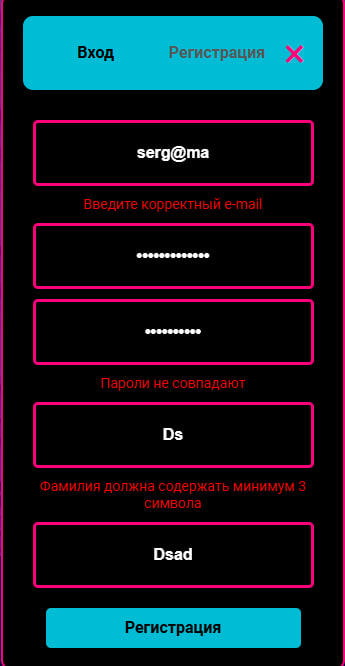 Вход Регистрация
serg@ma
Введите корректный e-mail
•••••••••••••
••••••••••
Пароли не совпадают
Ds
Фамилия должна содержать минимум 3
символа
Dsad
Регистрация